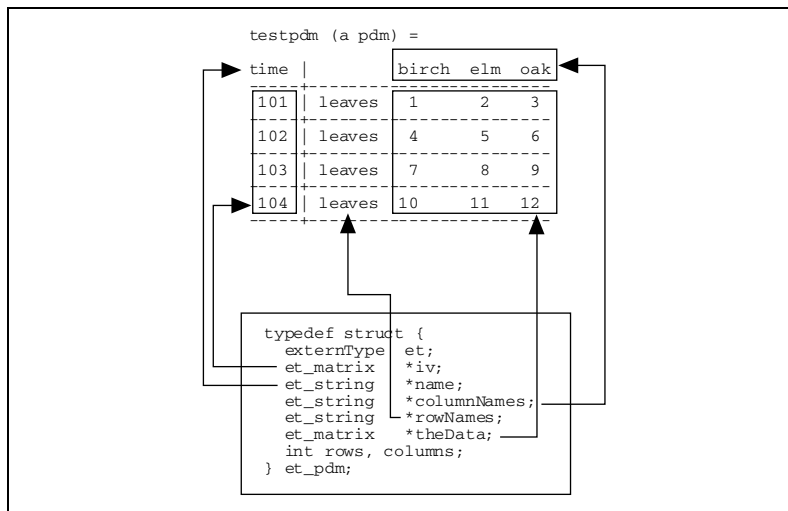 testpdm (a pdm) =
time | birch elm oak
-----+-----------------------
101 | leaves 1 2 3
-----+-----------------------
102 | leaves 4 5 6
-----+-----------------------
103 | leaves 7 8 9
-----+-----------------------
104 | leaves 10 11 12
-----+-----------------------
typedef struct {
externType et;
et_matrix *iv;
et_string *name;
et_string *columnNames;
et_string *rowNames;
et_matrix *theData;
int rows, columns;
} et_pdm;